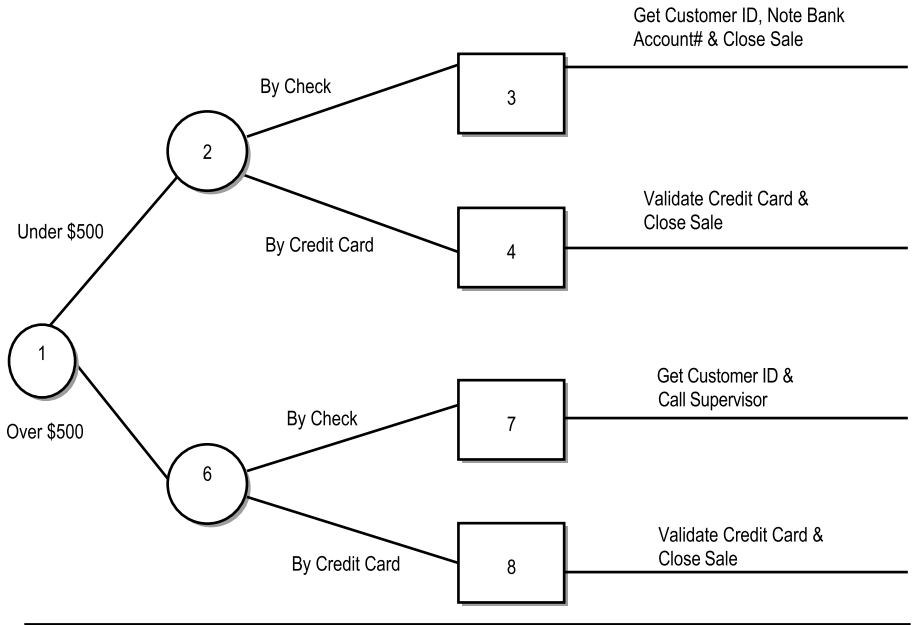 Get Customer ID, Note Bank
Account# & Close Sale
By Check
3
2
Validate Credit Card &
Close Sale
Under $500
By Credit Card
4
1
Get Customer ID &
Call Supervisor
Over $500
By Check
7
6
Validate Credit Card &
Close Sale
By Credit Card
8